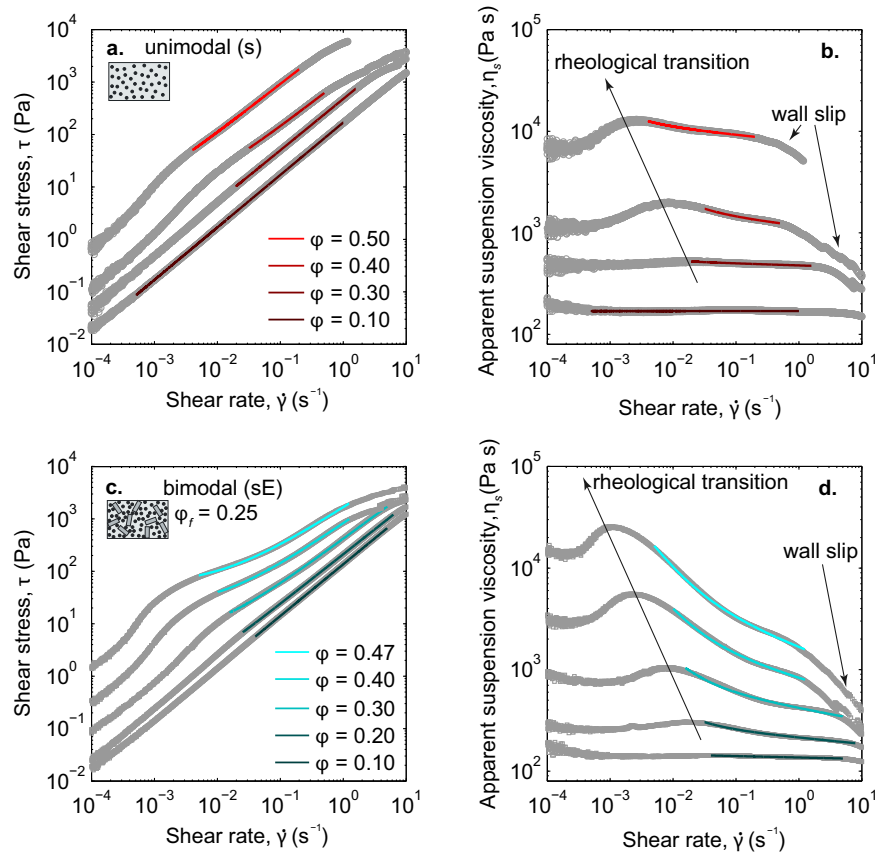 a. unimodal (s)
10⁴
10³
10²
10¹
10⁰
10⁻¹
10⁻²
Shear stress, τ (Pa)
φ = 0.50
φ = 0.40
φ = 0.30
φ = 0.10
10⁻⁴ 10⁻³ 10⁻² 10⁻¹ 10⁰ 10¹
Shear rate, γ̇ (s⁻¹)
b.
rheological transition
wall slip
10⁵
10⁴
10³
10²
Apparent suspension viscosity, ηₛ(Pa s)
10⁻⁴ 10⁻³ 10⁻² 10⁻¹ 10⁰ 10¹
Shear rate, γ̇ (s⁻¹)
c. bimodal (sE)
φ_f = 0.25
10⁴
10³
10²
10¹
10⁰
10⁻¹
10⁻²
Shear stress, τ (Pa)
φ = 0.47
φ = 0.40
φ = 0.30
φ = 0.20
φ = 0.10
10⁻⁴ 10⁻³ 10⁻² 10⁻¹ 10⁰ 10¹
Shear rate, γ̇ (s⁻¹)
d.
rheological transition
wall slip
10⁵
10⁴
10³
10²
Apparent suspension viscosity, ηₛ(Pa s)
10⁻⁴ 10⁻³ 10⁻² 10⁻¹ 10⁰ 10¹
Shear rate, γ̇ (s⁻¹)